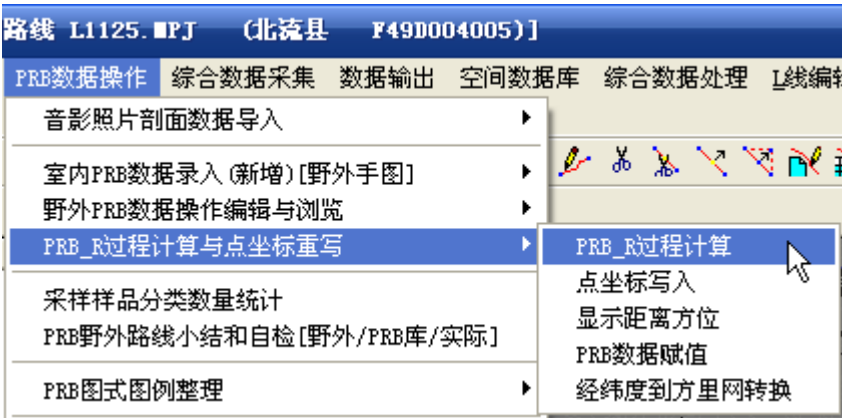 路线 L1125.■PJ (北流县 F49D004005)]
PRB数据操作 综合数据采集 数据输出 空间数据库 综合数据处理 L线编辑
音影照片剖面数据导入
室内PRB数据录入(新增)[野外手图]
野外PRB数据操作编辑与浏览
PRB_R过程计算与点坐标重写
采样样品分类数量统计
PRB野外路线小结和自检[野外/PRB库/实际]
PRB图式图例整理
PRB_R过程计算
点坐标写入
显示距离方位
PRB数据赋值
经纬度到方里网转换